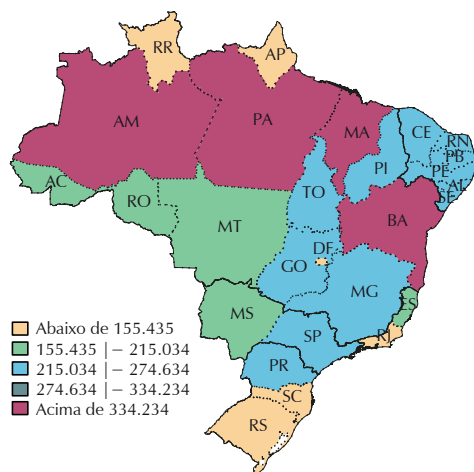 RR
AP
AM
PA
MA
CE
RN
PB
PE
AL
SE
PI
AC
RO
TO
BA
MT
DF
GO
MG
ES
MS
SP
RJ
PR
SC
RS
Abaixo de 155.435
155.435 |− 215.034
215.034 |− 274.634
274.634 |− 334.234
Acima de 334.234